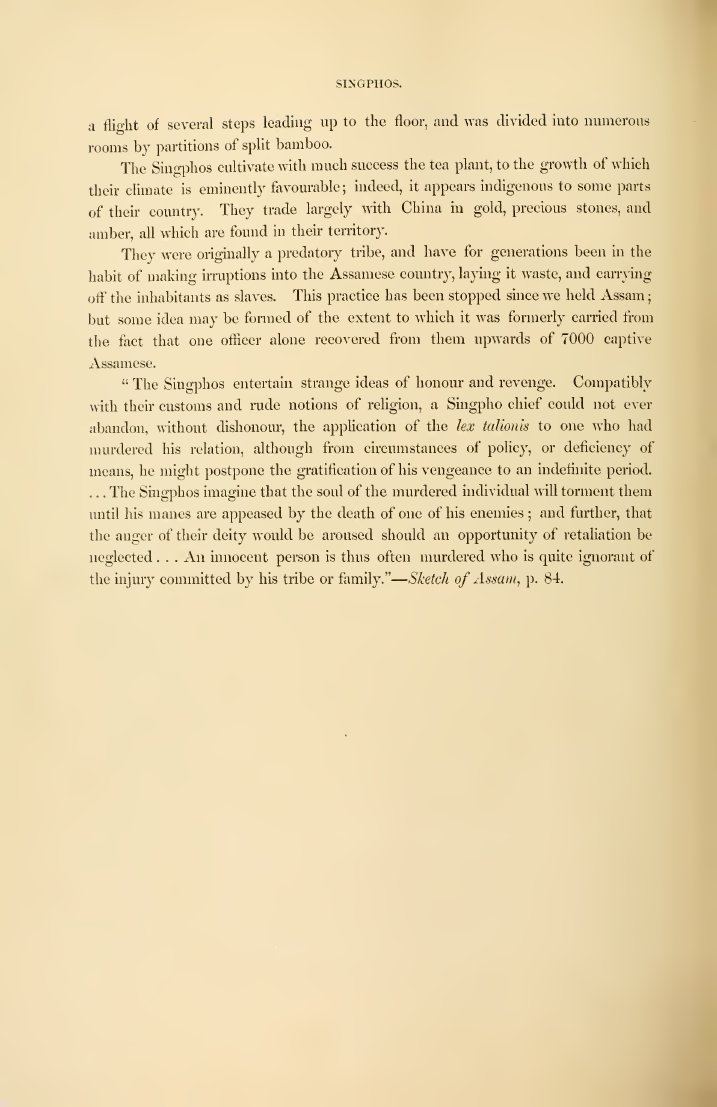 SINGPHOS.
a flight of several steps leading up to the floor, and was divided into numerous
rooms by partitions of split bamboo.
The Singphos cultivate with much success the tea plant, to the growth of which
their climate is eminently favourable; indeed, it appears indigenous to some parts
of their country. They trade largely with China in gold, precious stones, and
amber, all which are found in their territory.
They were originally a predatory tribe, and have for generations been in the
habit of making irruptions into the Assamese country, laying it waste, and carrying
off the inhabitants as slaves. This practice has been stopped since we held Assam;
but some idea may be formed of the extent to which it was formerly carried from
the fact that one officer alone recovered from them upwards of 7000 captive
Assamese.
“ The Singphos entertain strange ideas of honour and revenge. Compatibly
with their customs and rude notions of religion, a Singpho chief could not ever
abandon, without dishonour, the application of the lex talionis to one who had
murdered his relation, although from circumstances of policy, or deficiency of
means, he might postpone the gratification of his vengeance to an indefinite period.
... The Singphos imagine that the soul of the murdered individual will torment them
until his manes are appeased by the death of one of his enemies ; and further, that
the anger of their deity would be aroused should an opportunity of retaliation be
neglected . . . An innocent person is thus often murdered who is quite ignorant of
the injury committed by his tribe or family.”—Sketch of Assam, p. 84.